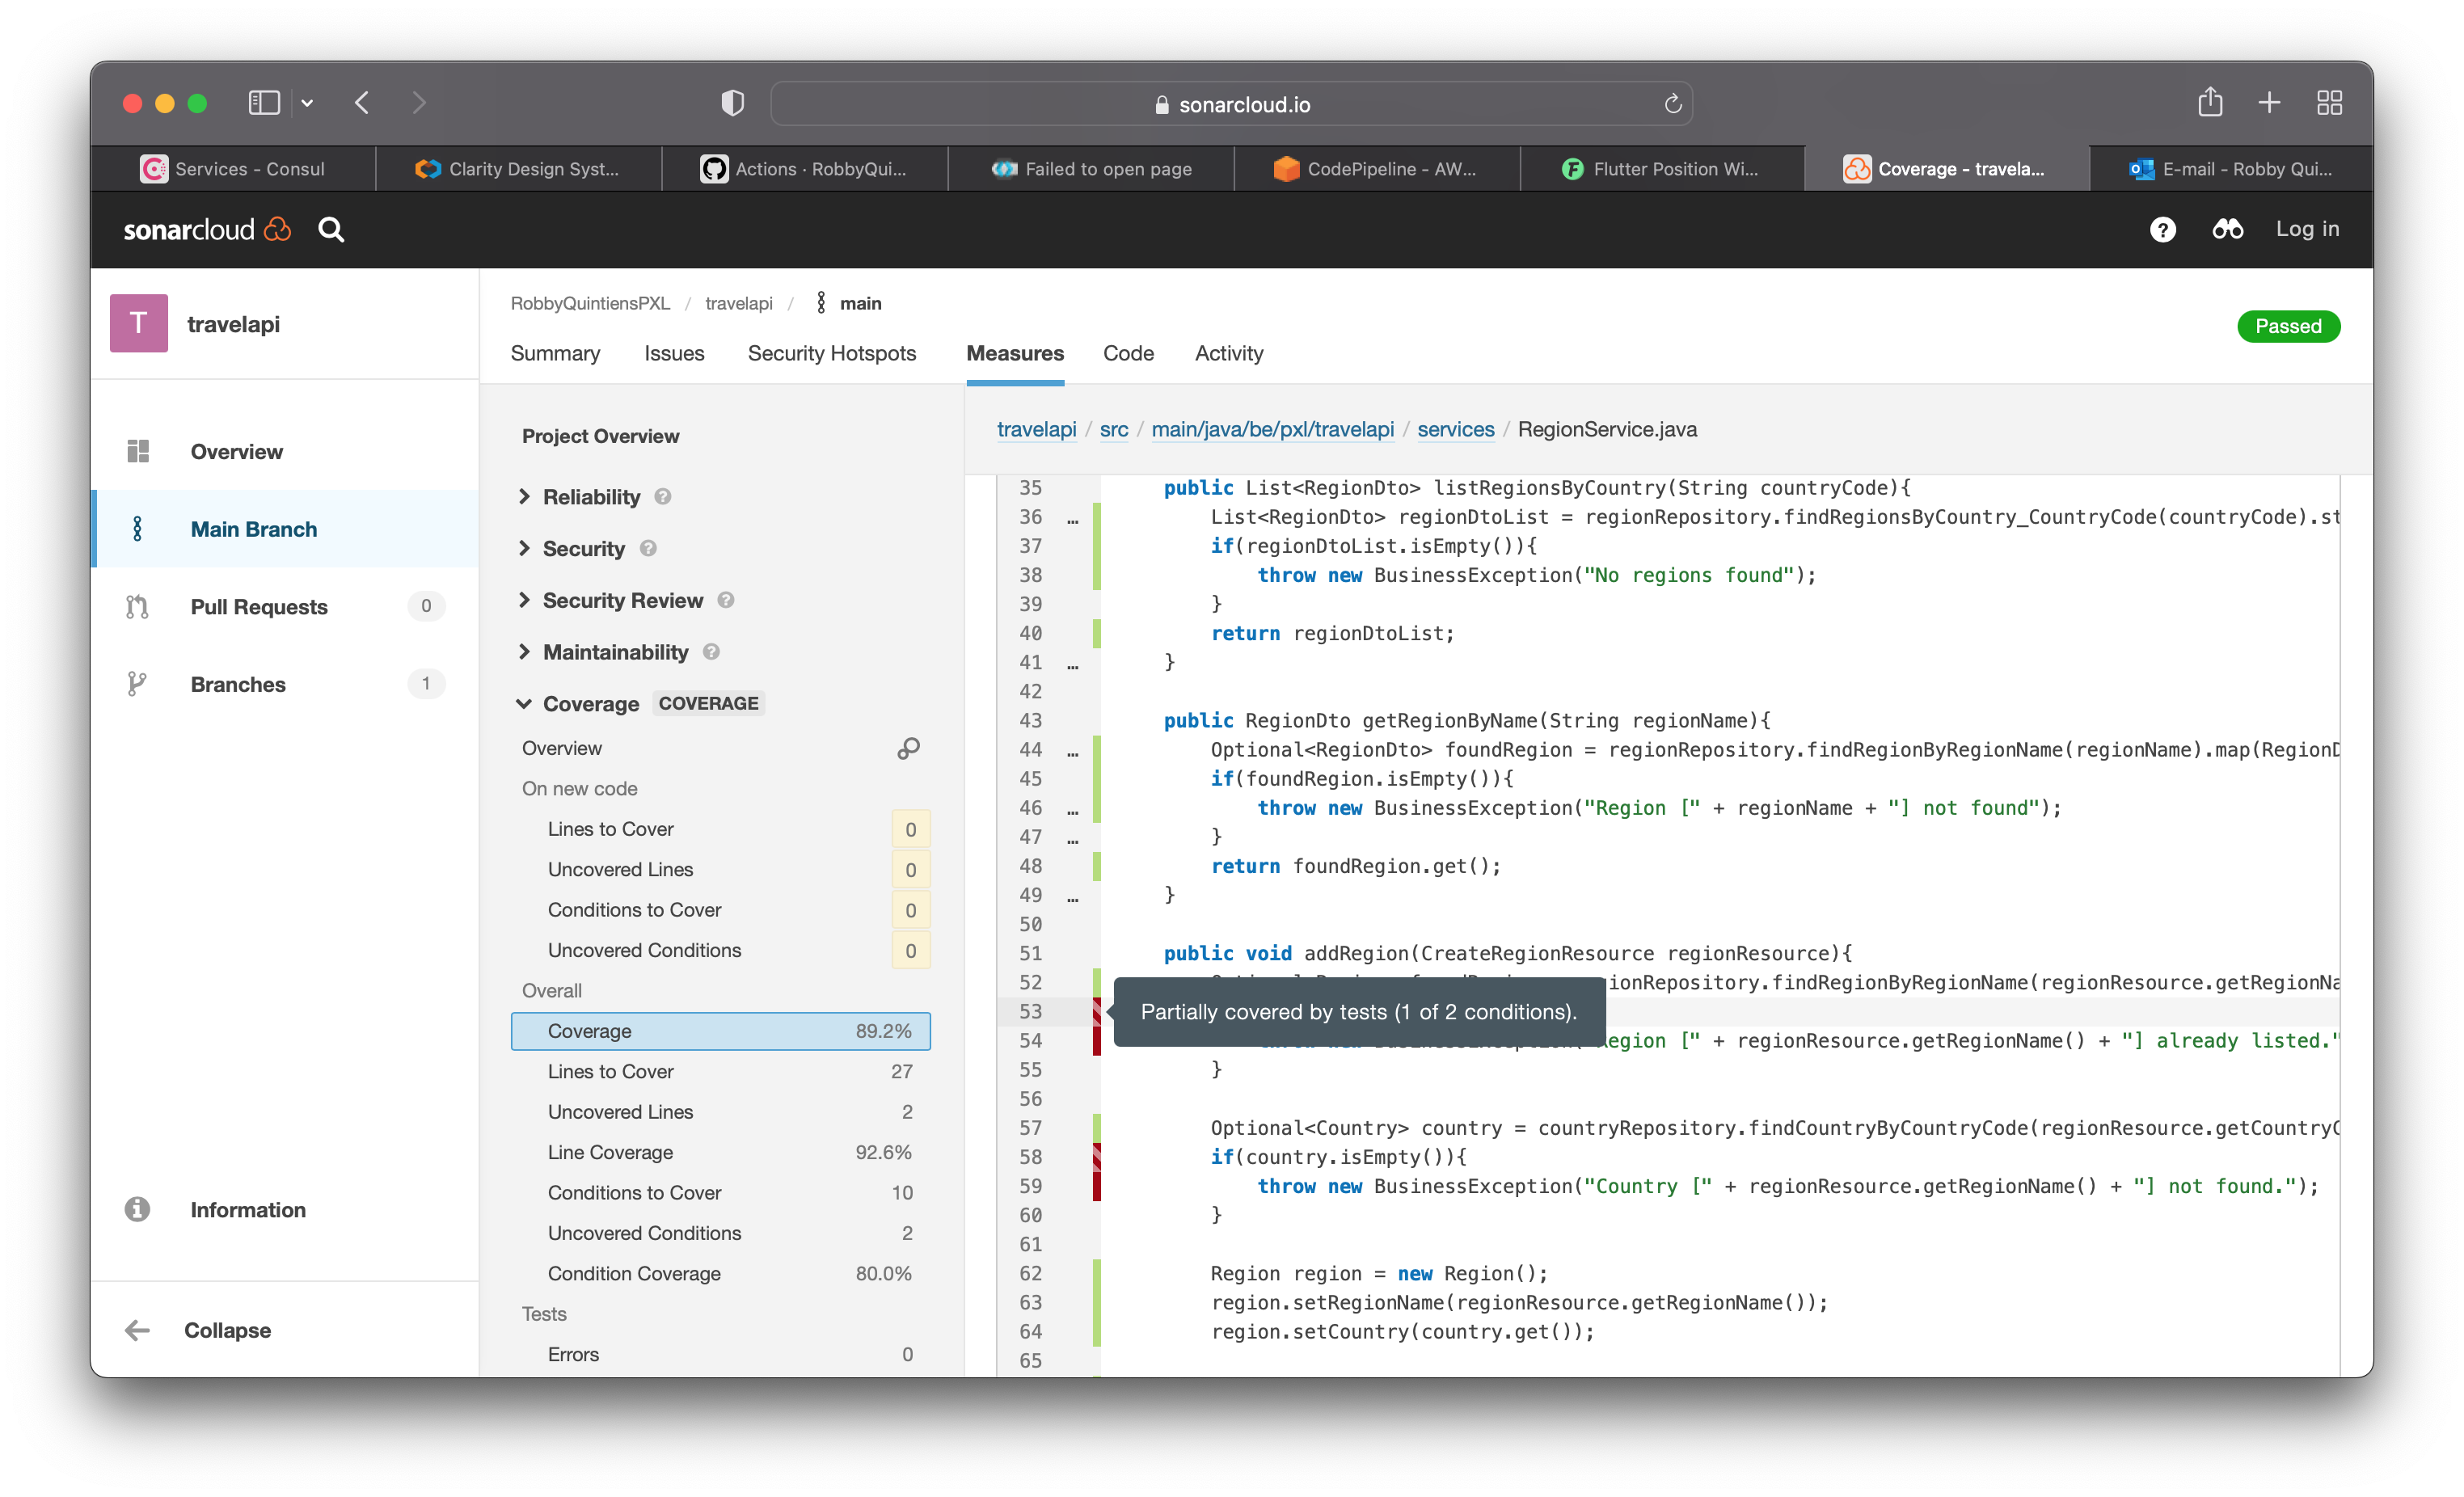 sonarcloud.io
Services - Consul
Clarity Design Syst...
Actions · RobbyQui...
Failed to open page
CodePipeline - AW...
Flutter Position Wi...
Coverage - travela...
E-mail - Robby Qui...
sonarcloud
Log in
T
travelapi
Overview
Main Branch
Pull Requests 0
Branches 1
Information
Collapse
RobbyQuintiensPXL / travelapi / main
Passed
Summary
Issues
Security Hotspots
Measures
Code
Activity
Project Overview
Reliability
Security
Security Review
Maintainability
Coverage COVERAGE
Overview
On new code
Lines to Cover 0
Uncovered Lines 0
Conditions to Cover 0
Uncovered Conditions 0
Overall
Coverage 89.2%
Lines to Cover 27
Uncovered Lines 2
Line Coverage 92.6%
Conditions to Cover 10
Uncovered Conditions 2
Condition Coverage 80.0%
Tests
Errors 0
travelapi / src / main/java/be/pxl/travelapi / services / RegionService.java
35 public List<RegionDto> listRegionsByCountry(String countryCode){
36 … List<RegionDto> regionDtoList = regionRepository.findRegionsByCountry_CountryCode(countryCode).st
37 if(regionDtoList.isEmpty()){
38 throw new BusinessException("No regions found");
39 }
40 return regionDtoList;
41 … }
42
43 public RegionDto getRegionByName(String regionName){
44 … Optional<RegionDto> foundRegion = regionRepository.findRegionByRegionName(regionName).map(RegionD
45 if(foundRegion.isEmpty()){
46 … throw new BusinessException("Region [" + regionName + "] not found");
47 … }
48 return foundRegion.get();
49 … }
50
51 public void addRegion(CreateRegionResource regionResource){
52 ionRepository.findRegionByRegionName(regionResource.getRegionNa
53 Partially covered by tests (1 of 2 conditions).
54 egion [" + regionResource.getRegionName() + "] already listed."
55 }
56
57 Optional<Country> country = countryRepository.findCountryByCountryCode(regionResource.getCountryC
58 if(country.isEmpty()){
59 throw new BusinessException("Country [" + regionResource.getRegionName() + "] not found.");
60 }
61
62 Region region = new Region();
63 region.setRegionName(regionResource.getRegionName());
64 region.setCountry(country.get());
65